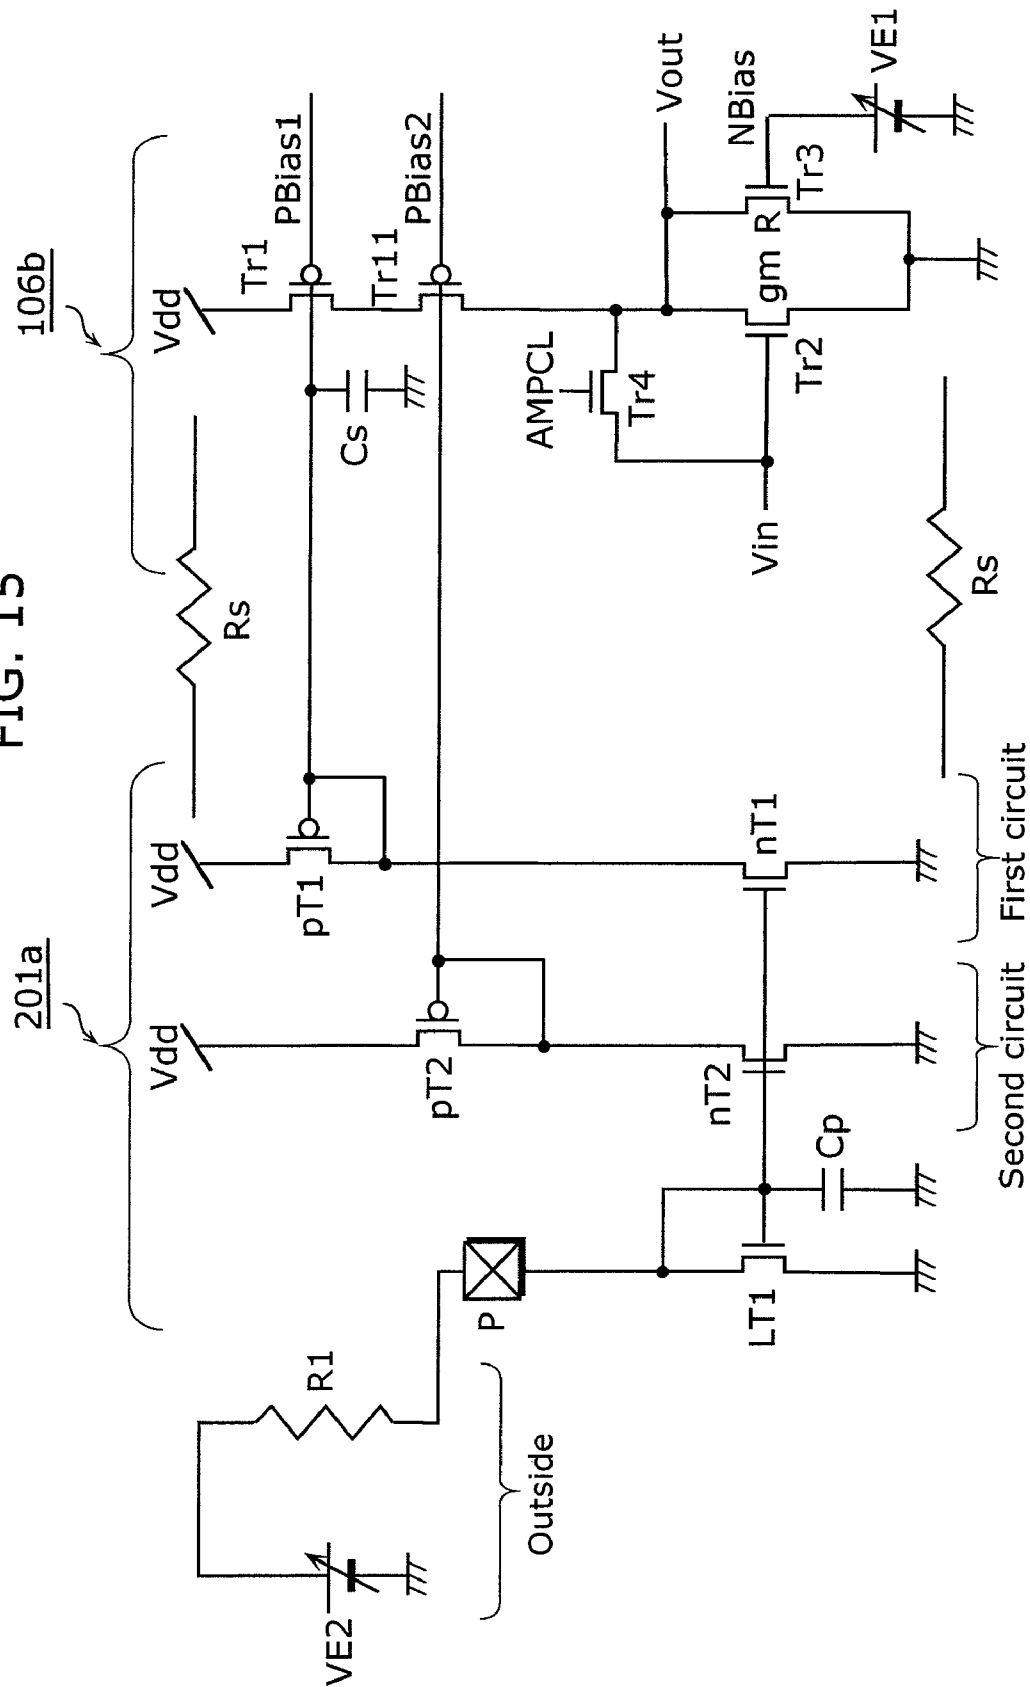 FIG. 15
201a
106b
Vdd
Vdd
Vdd
Rs
Tr1
PBias1
pT1
Cs
Tr11
PBias2
pT2
VE2
R1
Outside
P
AMPCL
Tr4
Vout
Vin
Tr2
gm
R
Tr3
NBias
VE1
LT1
Cp
nT2
nT1
Rs
Second circuit
First circuit